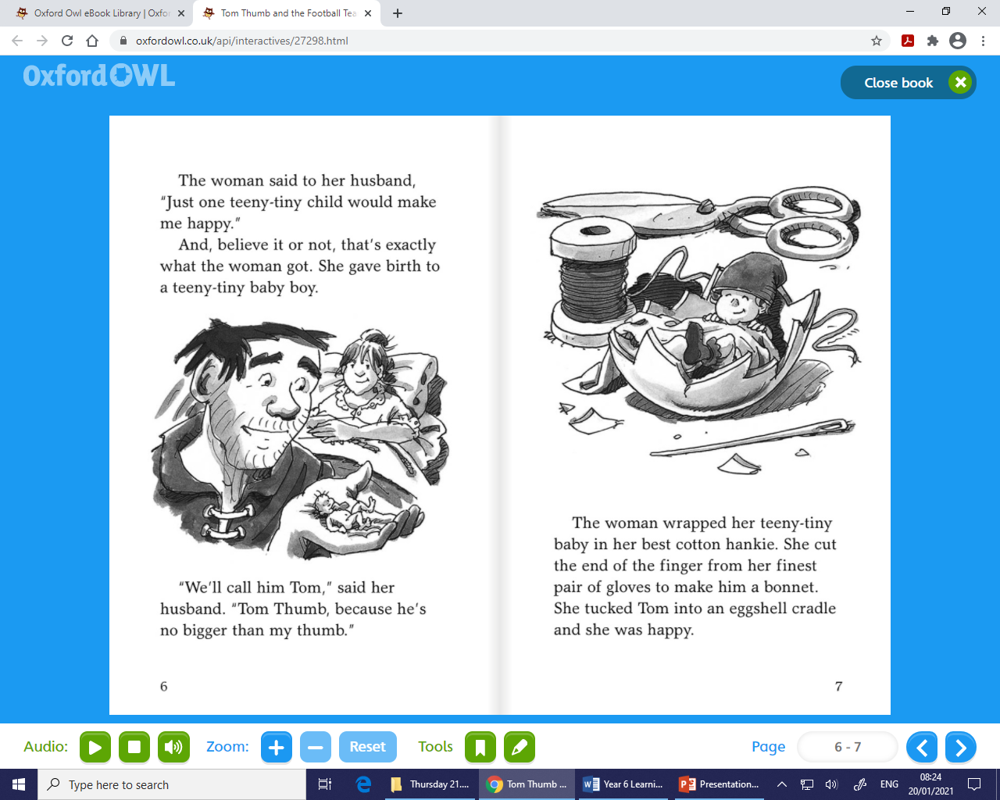 Oxford Owl eBook Library | Oxfo
Tom Thumb and the Football Tea
oxfordowl.co.uk/api/interactives/27298.html
Oxford OWL
Close book
The woman said to her husband,
"Just one teeny-tiny child would make
me happy."
And, believe it or not, that's exactly
what the woman got. She gave birth to
a teeny-tiny baby boy.
"We'll call him Tom," said her
husband. "Tom Thumb, because he's
no bigger than my thumb."
6
The woman wrapped her teeny-tiny
baby in her best cotton hankie. She cut
the end of the finger from her finest
pair of gloves to make him a bonnet.
She tucked Tom into an eggshell cradle
and she was happy.
7
Audio: Zoom: Reset Tools Page 6 - 7
Type here to search
Thursday 21....
Tom Thumb ...
Year 6 Learni...
Presentation...
ENG
08:24
20/01/2021